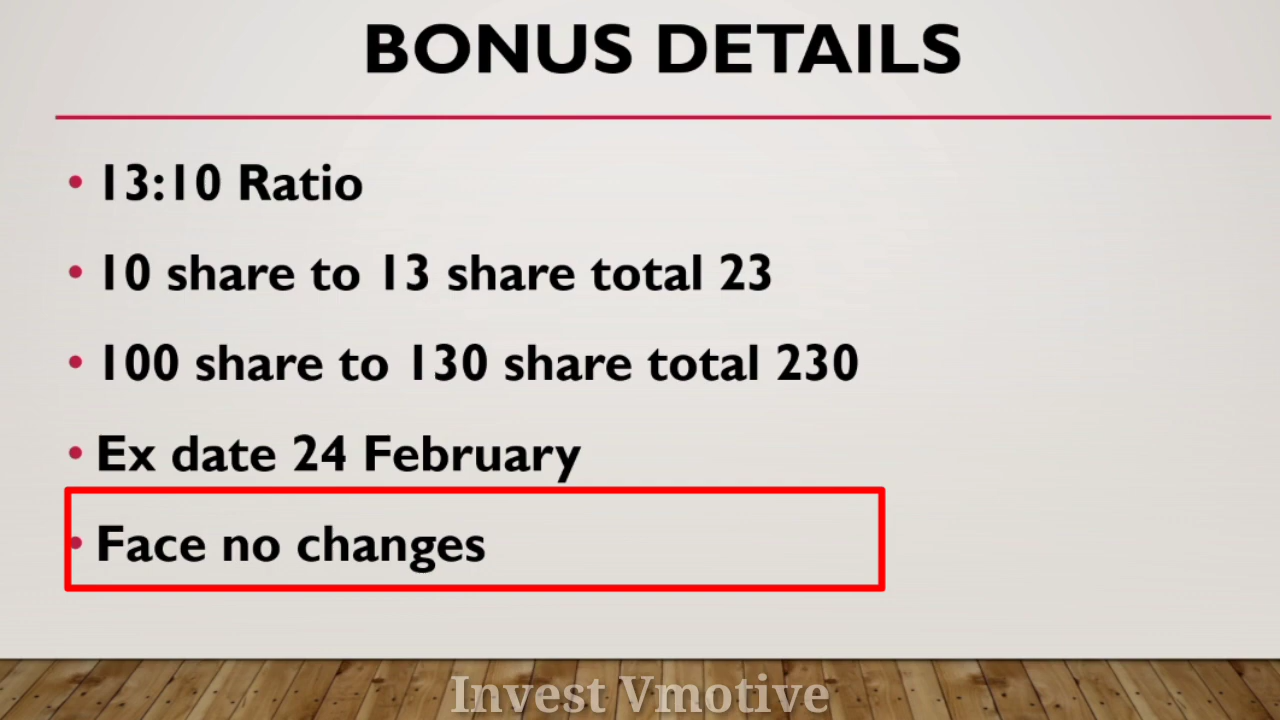 BONUS DETAILS
• 13:10 Ratio
• 10 share to 13 share total 23
• 100 share to 130 share total 230
• Ex date 24 February
• Face no changes
Invest Vmotive